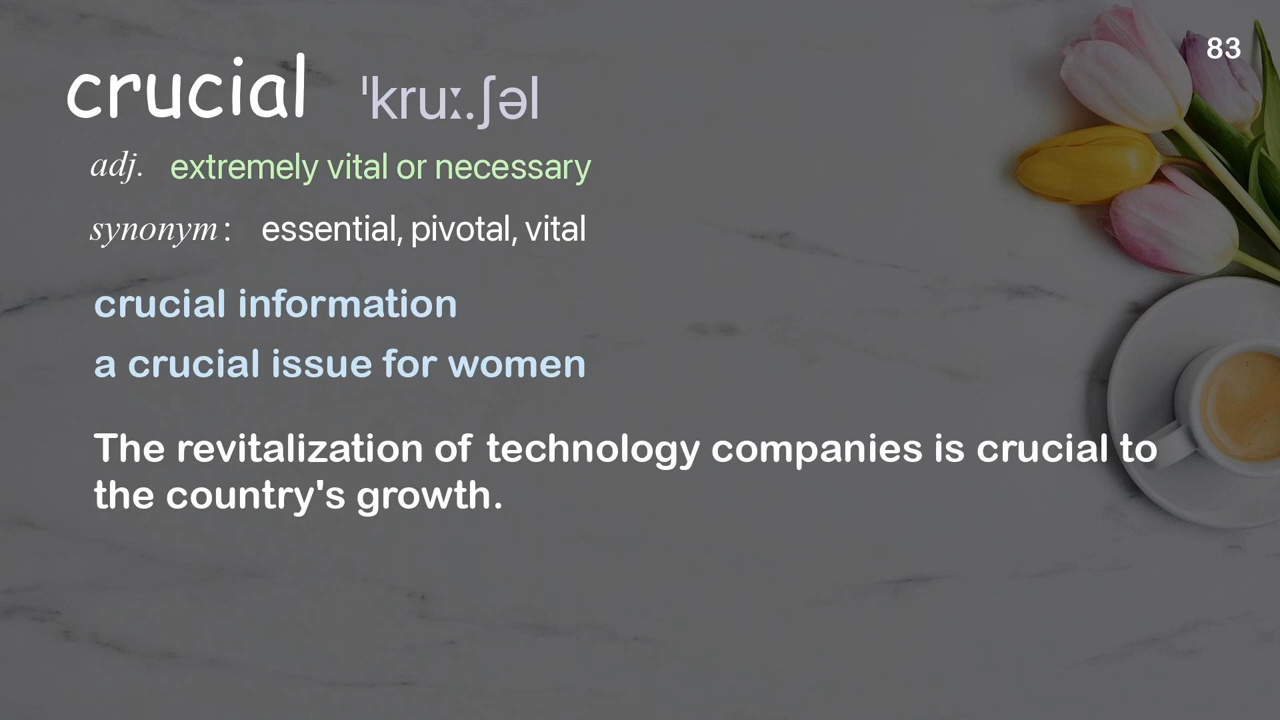 83
crucial ˈkruː.ʃəl
adj. extremely vital or necessary
synonym: essential, pivotal, vital
crucial information
a crucial issue for women
The revitalization of technology companies is crucial to
the country's growth.